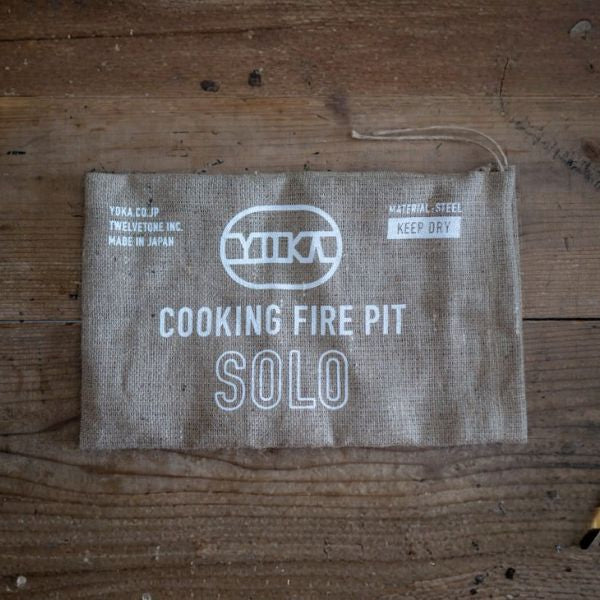 YOKA.CO.JP
TWELVETONE INC.
MADE IN JAPAN
MATERIAL:STEEL
KEEP DRY
YOKA
COOKING FIRE PIT
SOLO